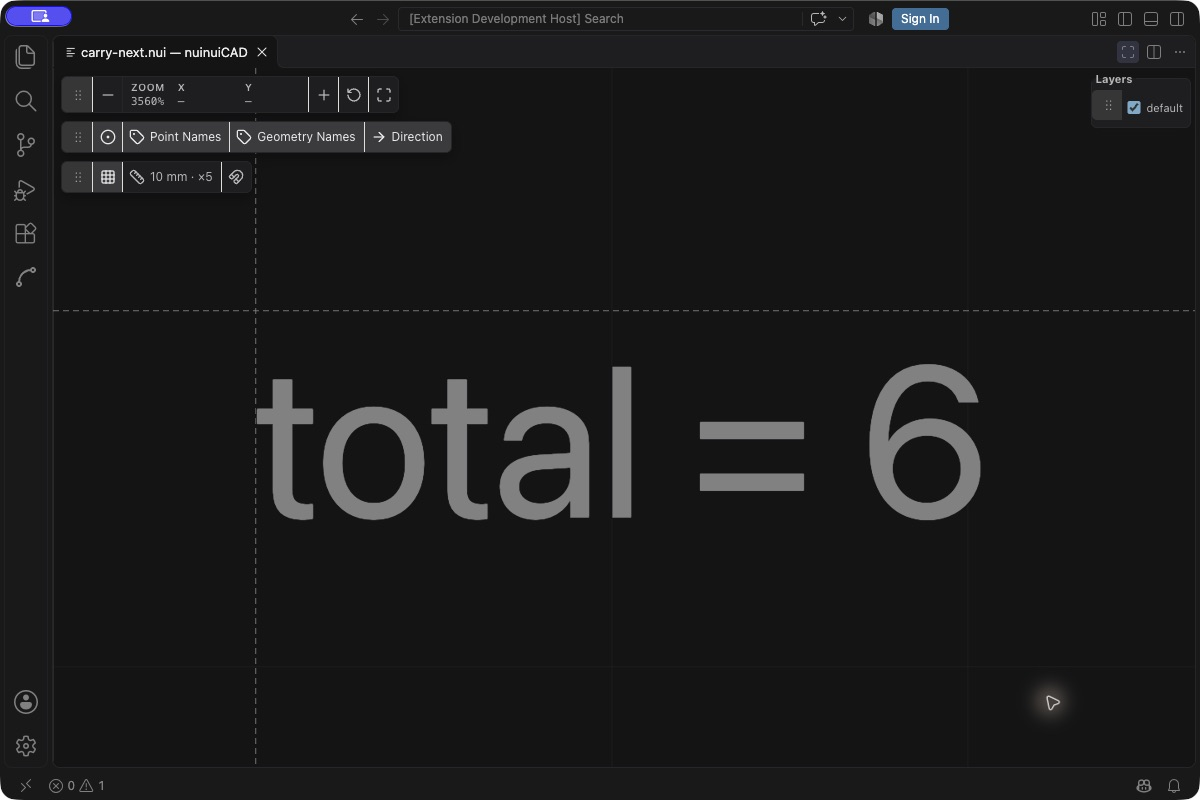 [Extension Development Host] Search
Sign In
carry-next.nui — nuinuiCAD
ZOOM X Y
3560% – –
Layers
default
Point Names Geometry Names Direction
10 mm · ×5
total = 6
0 1